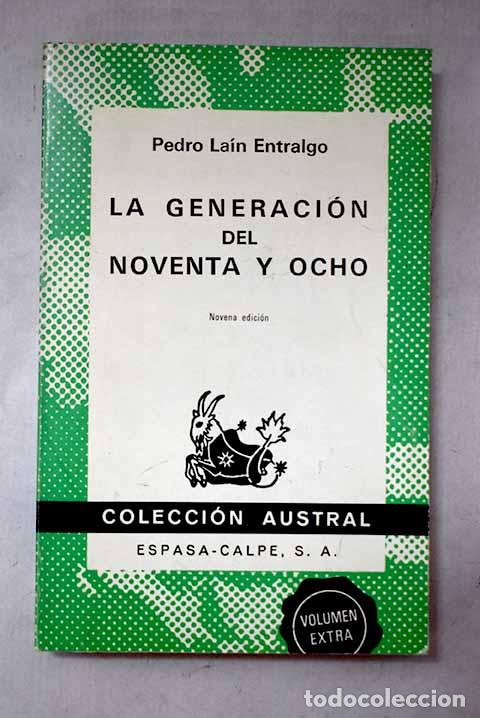 Pedro Laín Entralgo
LA GENERACIÓN
DEL
NOVENTA Y OCHO
Novena edición
COLECCIÓN AUSTRAL
ESPASA-CALPE, S. A.
VOLUMEN
EXTRA
todocoleccion